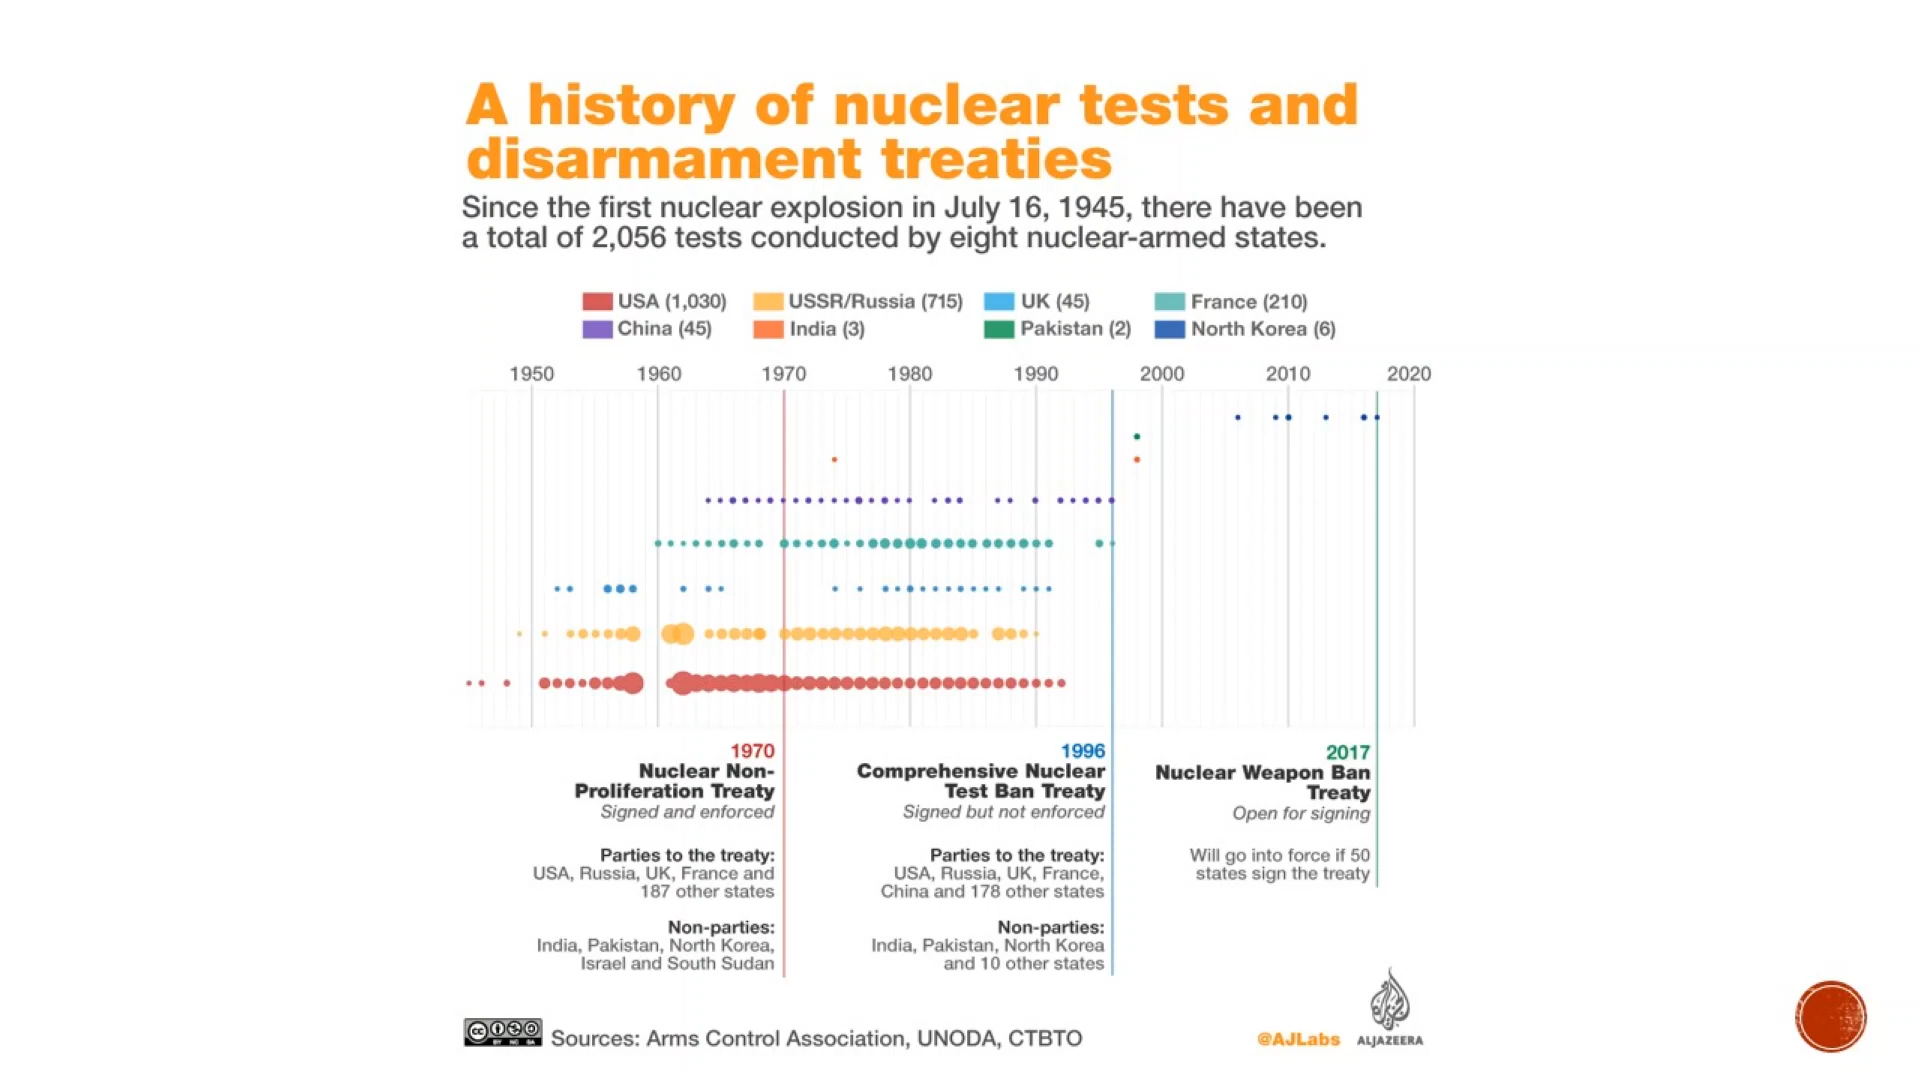 A history of nuclear tests and
disarmament treaties
Since the first nuclear explosion in July 16, 1945, there have been
a total of 2,056 tests conducted by eight nuclear-armed states.
USA (1,030) USSR/Russia (715) UK (45) France (210)
China (45) India (3) Pakistan (2) North Korea (6)
1950 1960 1970 1980 1990 2000 2010 2020
1970
Nuclear Non-
Proliferation Treaty
Signed and enforced
Parties to the treaty:
USA, Russia, UK, France and
187 other states
Non-parties:
India, Pakistan, North Korea,
Israel and South Sudan
1996
Comprehensive Nuclear
Test Ban Treaty
Signed but not enforced
Parties to the treaty:
USA, Russia, UK, France,
China and 178 other states
Non-parties:
India, Pakistan, North Korea
and 10 other states
2017
Nuclear Weapon Ban
Treaty
Open for signing
Will go into force if 50
states sign the treaty
cc BY NC SA
Sources: Arms Control Association, UNODA, CTBTO
@AJLabs
ALJAZEERA